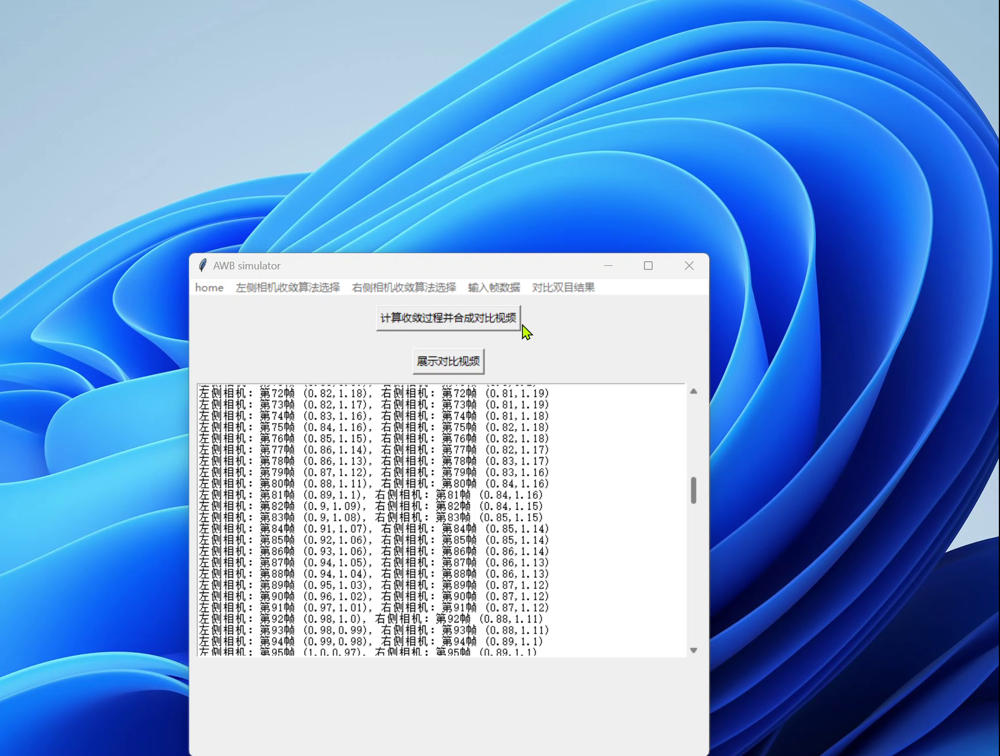 AWB simulator
home 左侧相机收敛算法选择 右侧相机收敛算法选择 输入帧数据 对比双目结果
计算收敛过程并合成对比视频
展示对比视频
左侧相机: 第72帧 (0.82,1.18), 右侧相机: 第72帧 (0.81,1.19)
左侧相机: 第73帧 (0.82,1.17), 右侧相机: 第73帧 (0.81,1.19)
左侧相机: 第74帧 (0.83,1.16), 右侧相机: 第74帧 (0.81,1.18)
左侧相机: 第75帧 (0.84,1.16), 右侧相机: 第75帧 (0.82,1.18)
左侧相机: 第76帧 (0.85,1.15), 右侧相机: 第76帧 (0.82,1.18)
左侧相机: 第77帧 (0.86,1.14), 右侧相机: 第77帧 (0.82,1.17)
左侧相机: 第78帧 (0.86,1.13), 右侧相机: 第78帧 (0.83,1.17)
左侧相机: 第79帧 (0.87,1.12), 右侧相机: 第79帧 (0.83,1.16)
左侧相机: 第80帧 (0.88,1.11), 右侧相机: 第80帧 (0.84,1.16)
左侧相机: 第81帧 (0.89,1.1), 右侧相机: 第81帧 (0.84,1.16)
左侧相机: 第82帧 (0.9,1.09), 右侧相机: 第82帧 (0.84,1.15)
左侧相机: 第83帧 (0.9,1.08), 右侧相机: 第83帧 (0.85,1.15)
左侧相机: 第84帧 (0.91,1.07), 右侧相机: 第84帧 (0.85,1.14)
左侧相机: 第85帧 (0.92,1.06), 右侧相机: 第85帧 (0.85,1.14)
左侧相机: 第86帧 (0.93,1.06), 右侧相机: 第86帧 (0.86,1.14)
左侧相机: 第87帧 (0.94,1.05), 右侧相机: 第87帧 (0.86,1.13)
左侧相机: 第88帧 (0.94,1.04), 右侧相机: 第88帧 (0.86,1.13)
左侧相机: 第89帧 (0.95,1.03), 右侧相机: 第89帧 (0.87,1.12)
左侧相机: 第90帧 (0.96,1.02), 右侧相机: 第90帧 (0.87,1.12)
左侧相机: 第91帧 (0.97,1.01), 右侧相机: 第91帧 (0.87,1.12)
左侧相机: 第92帧 (0.98,1.0), 右侧相机: 第92帧 (0.88,1.11)
左侧相机: 第93帧 (0.98,0.99), 右侧相机: 第93帧 (0.88,1.11)
左侧相机: 第94帧 (0.99,0.98), 右侧相机: 第94帧 (0.89,1.1)
左侧相机: 第95帧 (1.0,0.97), 右侧相机: 第95帧 (0.89,1.1)